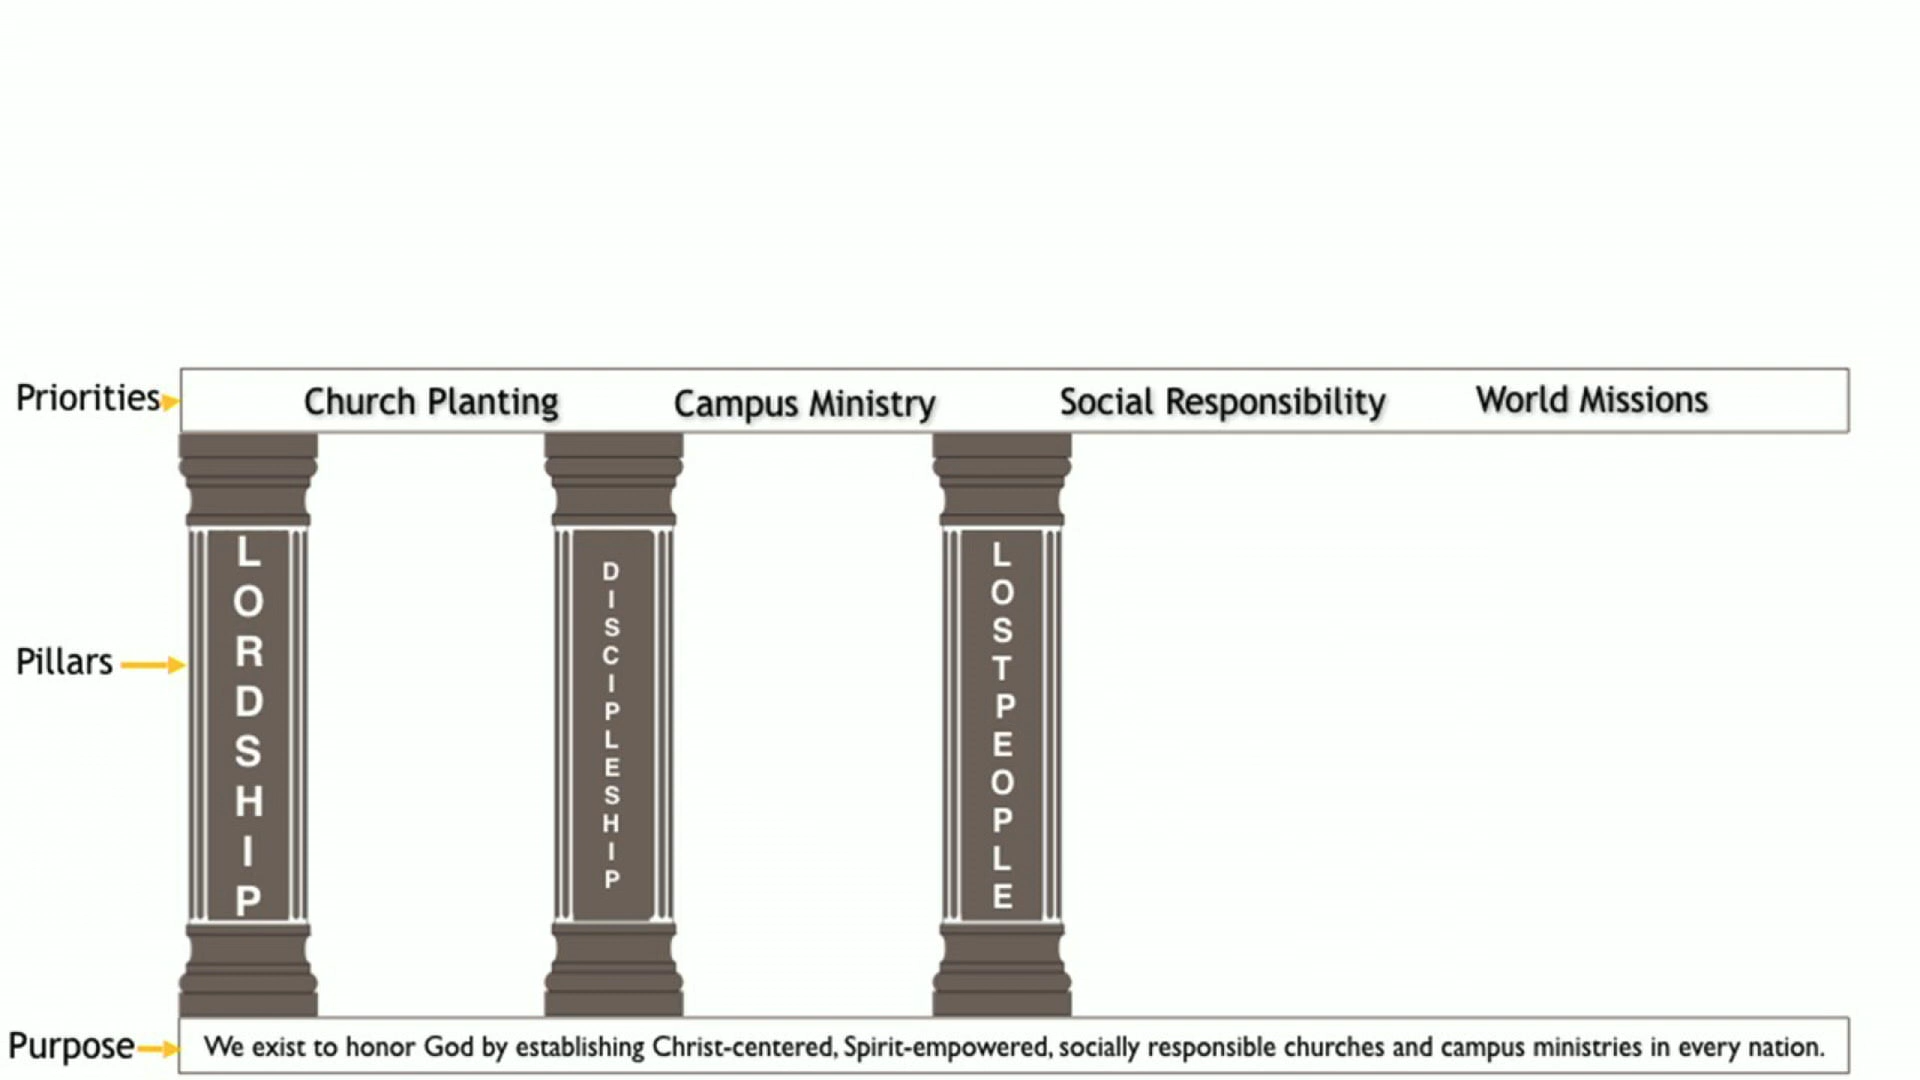 Priorities
Church Planting Campus Ministry Social Responsibility World Missions
Pillars
LORDSHIP
DISCIPLESHIP
LOSTPEOPLE
Purpose
We exist to honor God by establishing Christ-centered, Spirit-empowered, socially responsible churches and campus ministries in every nation.